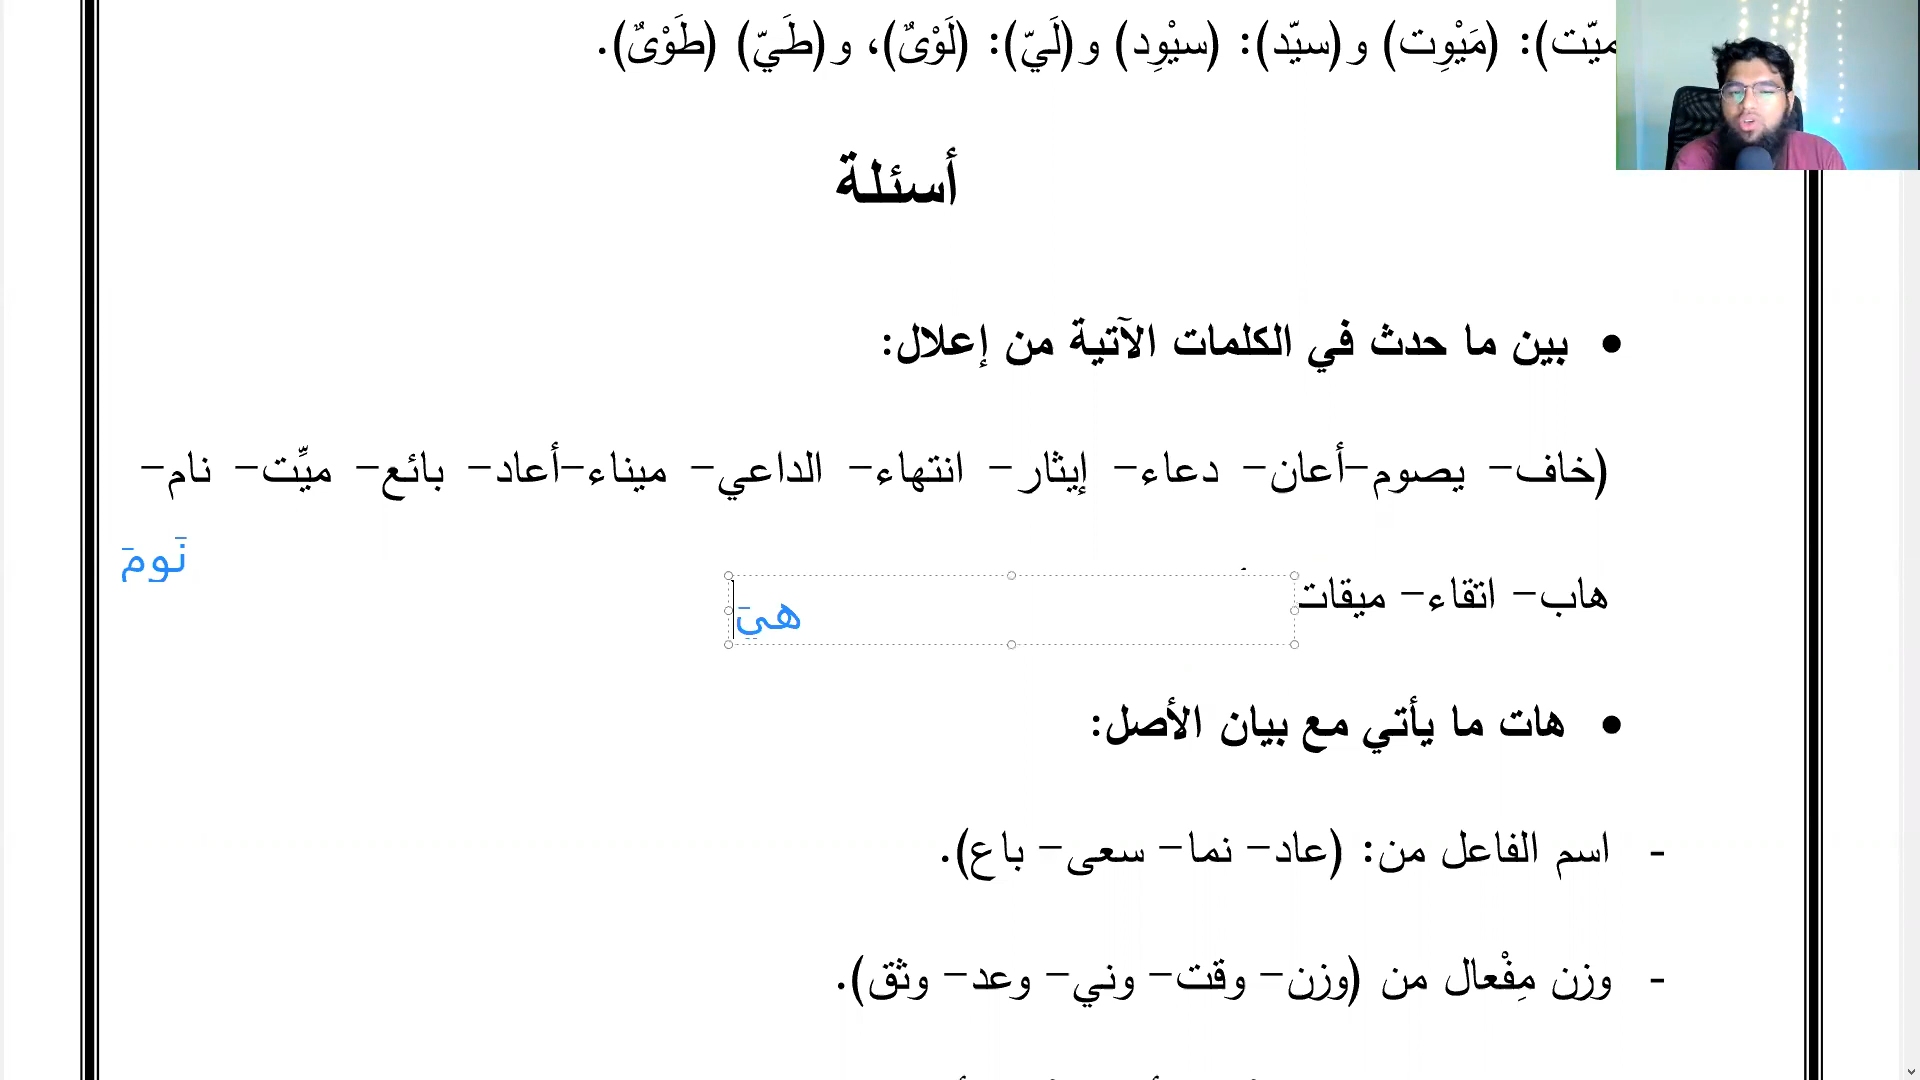 ميّت): (مَيْوِت) و(سيّد): (سيْوِد) و(لَيّ): (لَوْىٌ)، و(طَيّ) (طَوْىٌ).
أسئلة
• بين ما حدث في الكلمات الآتية من إعلال:
(خاف- يصوم-أعان- دعاء- إيثار- انتهاء- الداعي- ميناء-أعاد- بائع- ميِّت- نام-
نَومَ
هاب- اتقاء- ميقات
هيَ
• هات ما يأتي مع بيان الأصل:
- اسم الفاعل من: (عاد- نما- سعى- باع).
- وزن مِفْعال من (وزن- وقت- وني- وعد- وثق).